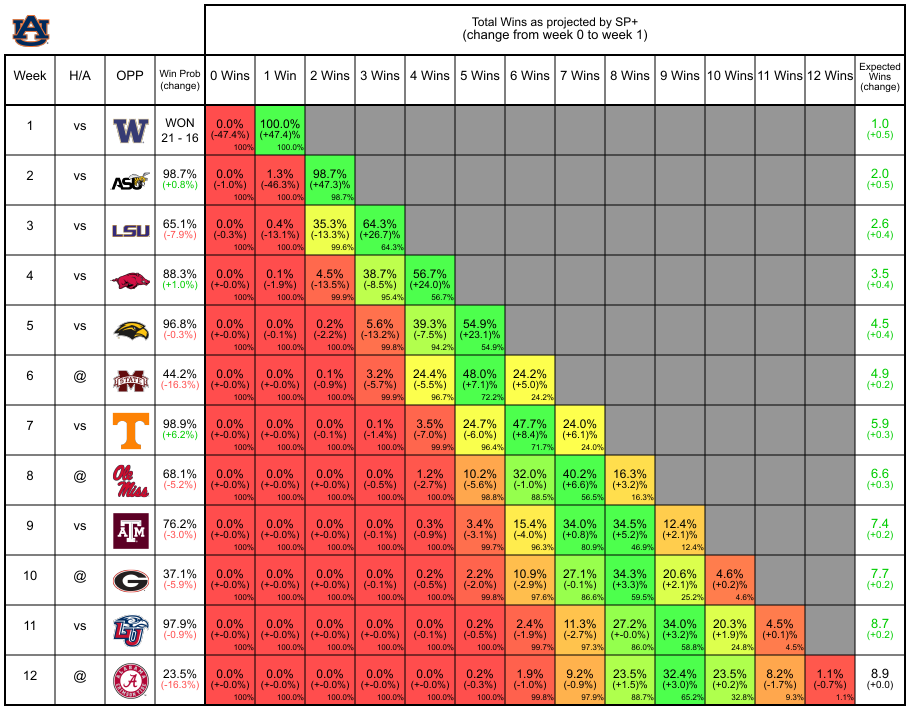 Total Wins as projected by SP+
(change from week 0 to week 1)
Week H/A OPP Win Prob (change) 0 Wins 1 Win 2 Wins 3 Wins 4 Wins 5 Wins 6 Wins 7 Wins 8 Wins 9 Wins 10 Wins 11 Wins 12 Wins Expected Wins (change)
1 vs W WON 0.0% 100.0% 1.0
21 - 16 (-47.4%) (+47.4)% (+0.5)
100% 100.0%
2 vs ASU 98.7% 0.0% 1.3% 98.7% 2.0
(+0.8%) (-1.0%) (-46.3%) (+47.3)% (+0.5)
100% 100.0% 98.7%
3 vs LSU 65.1% 0.0% 0.4% 35.3% 64.3% 2.6
(-7.9%) (-0.3%) (-13.1%) (-13.3%) (+26.7)% (+0.4)
100% 100.0% 99.6% 64.3%
4 vs 88.3% 0.0% 0.1% 4.5% 38.7% 56.7% 3.5
(+1.0%) (+-0.0%) (-1.9%) (-13.5%) (-8.5%) (+24.0)% (+0.4)
100% 100.0% 99.9% 95.4% 56.7%
5 vs 96.8% 0.0% 0.0% 0.2% 5.6% 39.3% 54.9% 4.5
(-0.3%) (+-0.0%) (-0.1%) (-2.2%) (-13.2%) (-7.5%) (+23.1)% (+0.4)
100% 100.0% 100.0% 99.8% 94.2% 54.9%
6 @ M STATE 44.2% 0.0% 0.0% 0.1% 3.2% 24.4% 48.0% 24.2% 4.9
(-16.3%) (+-0.0%) (+-0.0%) (-0.9%) (-5.7%) (-5.5%) (+7.1)% (+5.0)% (+0.2)
100% 100.0% 100.0% 99.9% 96.7% 72.2% 24.2%
7 vs T 98.9% 0.0% 0.0% 0.0% 0.1% 3.5% 24.7% 47.7% 24.0% 5.9
(+6.2%) (+-0.0%) (+-0.0%) (-0.1%) (-1.4%) (-7.0%) (-6.0%) (+8.4)% (+6.1)% (+0.3)
100% 100.0% 100.0% 100.0% 99.9% 96.4% 71.7% 24.0%
8 @ Ole Miss 68.1% 0.0% 0.0% 0.0% 0.0% 1.2% 10.2% 32.0% 40.2% 16.3% 6.6
(-5.2%) (+-0.0%) (+-0.0%) (+-0.0%) (-0.5%) (-2.7%) (-5.6%) (-1.0%) (+6.6)% (+3.2)% (+0.3)
100% 100.0% 100.0% 100.0% 100.0% 98.8% 88.5% 56.5% 16.3%
9 vs ATM 76.2% 0.0% 0.0% 0.0% 0.0% 0.3% 3.4% 15.4% 34.0% 34.5% 12.4% 7.4
(-3.0%) (+-0.0%) (+-0.0%) (+-0.0%) (-0.1%) (-0.9%) (-3.1%) (-4.0%) (+0.8)% (+5.2)% (+2.1)% (+0.2)
100% 100.0% 100.0% 100.0% 100.0% 99.7% 96.3% 80.9% 46.9% 12.4%
10 @ G 37.1% 0.0% 0.0% 0.0% 0.0% 0.2% 2.2% 10.9% 27.1% 34.3% 20.6% 4.6% 7.7
(-5.9%) (+-0.0%) (+-0.0%) (+-0.0%) (-0.1%) (-0.5%) (-2.0%) (-2.9%) (-0.1%) (+3.3)% (+2.1)% (+0.2)% (+0.2)
100% 100.0% 100.0% 100.0% 100.0% 99.8% 97.6% 86.6% 59.5% 25.2% 4.6%
11 vs LU 97.9% 0.0% 0.0% 0.0% 0.0% 0.0% 0.2% 2.4% 11.3% 27.2% 34.0% 20.3% 4.5% 8.7
(-0.9%) (+-0.0%) (+-0.0%) (+-0.0%) (+-0.0%) (-0.1%) (-0.5%) (-1.9%) (-2.7%) (+-0.0%) (+3.2)% (+1.9)% (+0.1)% (+0.2)
100% 100.0% 100.0% 100.0% 100.0% 100.0% 99.7% 97.3% 86.0% 58.8% 24.8% 4.5%
12 @ A 23.5% 0.0% 0.0% 0.0% 0.0% 0.0% 0.2% 1.9% 9.2% 23.5% 32.4% 23.5% 8.2% 1.1% 8.9
(-16.3%) (+-0.0%) (+-0.0%) (+-0.0%) (+-0.0%) (+-0.0%) (-0.3%) (-1.0%) (-0.9%) (+1.5)% (+3.0)% (+0.2)% (-1.7%) (-0.7%) (+0.0)
100% 100.0% 100.0% 100.0% 100.0% 100.0% 99.8% 97.9% 88.7% 65.2% 32.8% 9.3% 1.1%